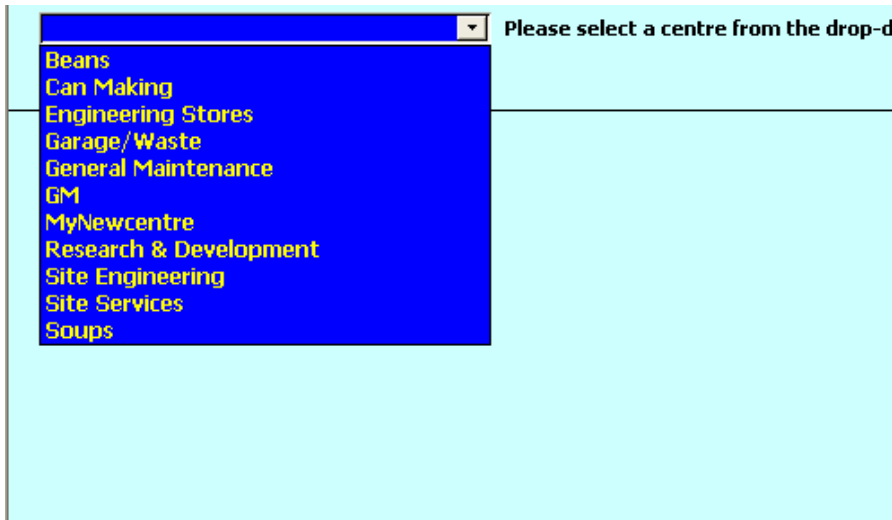 Please select a centre from the drop-d
Beans
Can Making
Engineering Stores
Garage/Waste
General Maintenance
GM
MyNewcentre
Research & Development
Site Engineering
Site Services
Soups